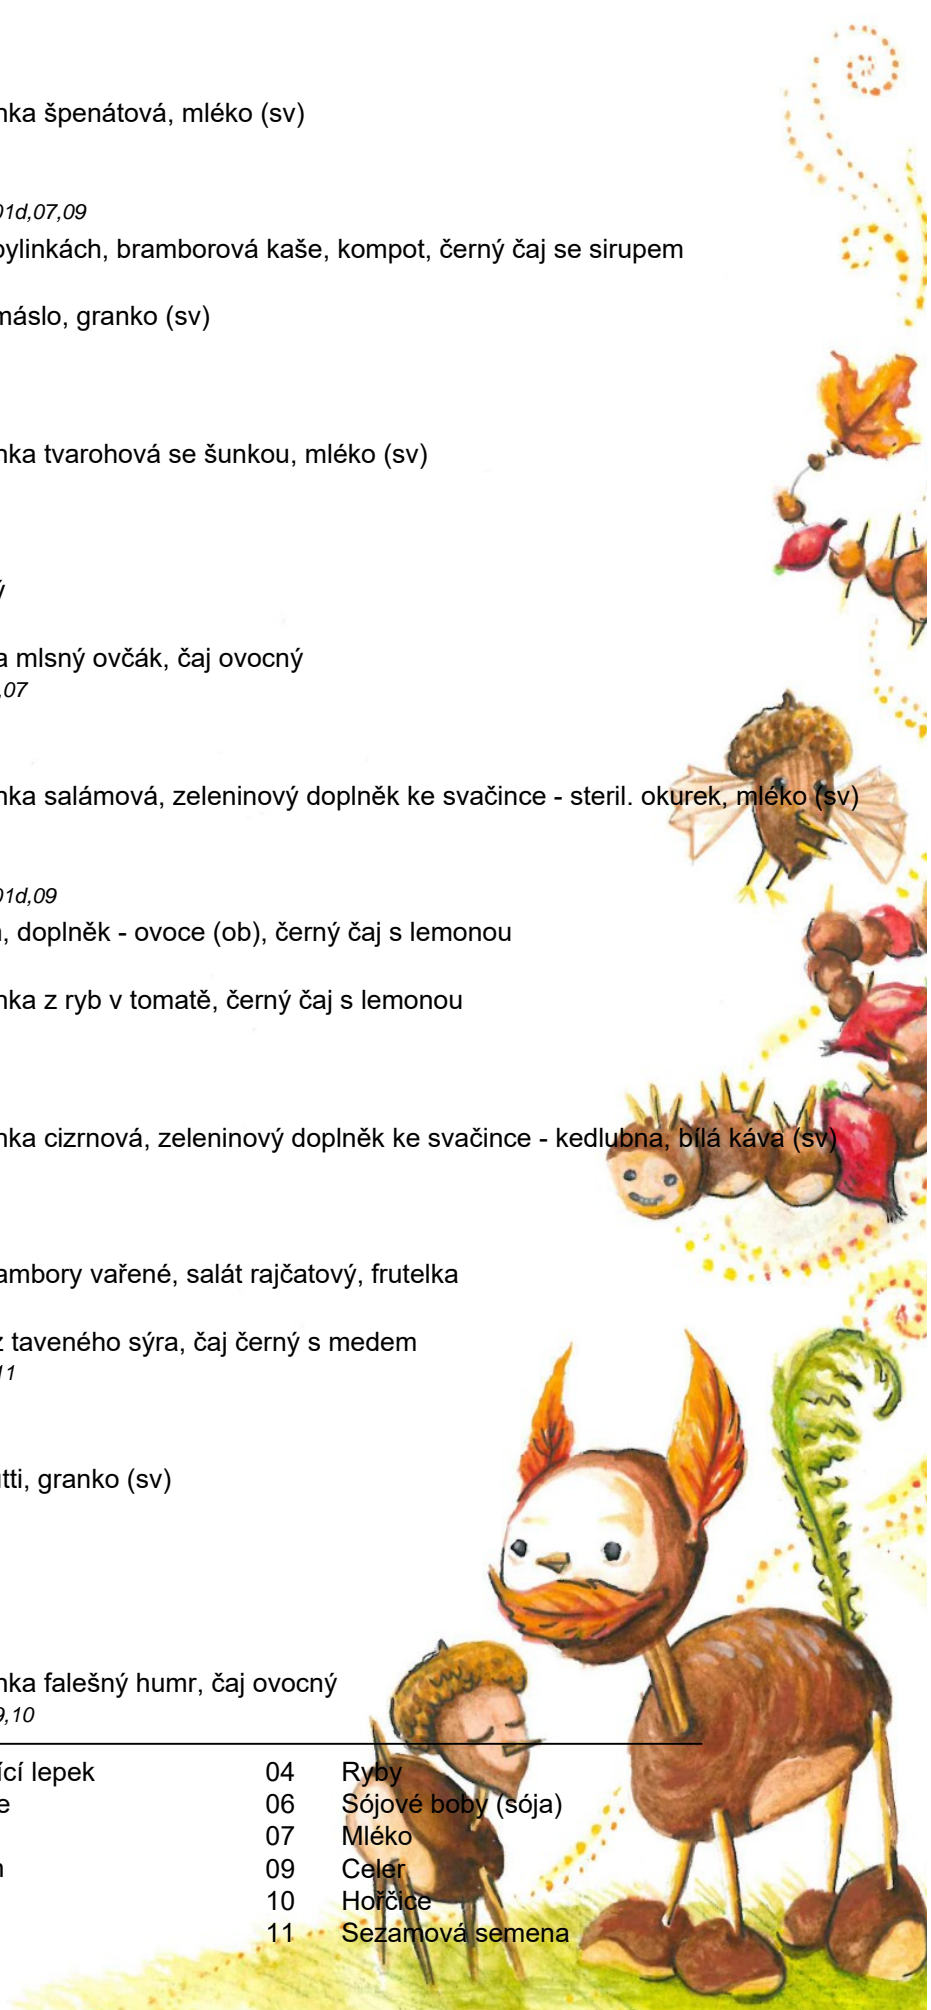 nka špenátová, mléko (sv)
01d,07,09
bylinkách, bramborová kaše, kompot, černý čaj se sirupem
máslo, granko (sv)
nka tvarohová se šunkou, mléko (sv)
ý
a mlsný ovčák, čaj ovocný
,07
nka salámová, zeleninový doplněk ke svačince - steril. okurek, mléko (sv)
01d,09
, doplněk - ovoce (ob), černý čaj s lemonou
nka z ryb v tomatě, černý čaj s lemonou
nka cizrnová, zeleninový doplněk ke svačince - kedlubna, bílá káva (sv)
ambory vařené, salát rajčatový, frutelka
z taveného sýra, čaj černý s medem
11
utti, granko (sv)
nka falešný humr, čaj ovocný
9,10
ící lepek 04 Ryby
e 06 Sójové boby (sója)
07 Mléko
09 Celer
10 Hořčice
11 Sezamová semena